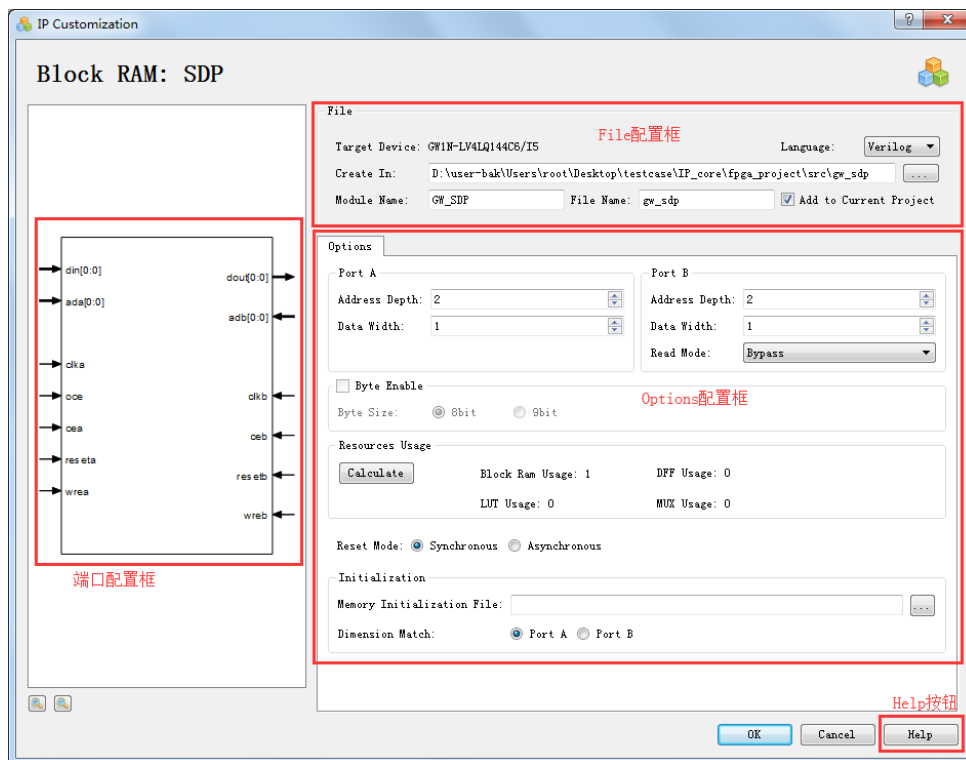 IP Customization
Block RAM: SDP
File
File配置框
Target Device: GW1N-LV4LQ144C6/I5
Language: Verilog
Create In: D:\user-bak\Users\root\Desktop\testcase\IP_core\fpga_project\src\gw_sdp ...
Module Name: GW_SDP File Name: gw_sdp Add to Current Project
din[0:0]
ada[0:0]
clka
oce
cea
reseta
wrea
dout[0:0]
adb[0:0]
clkb
ceb
resetb
wreb
端口配置框
Options
Port A
Address Depth: 2
Data Width: 1
Port B
Address Depth: 2
Data Width: 1
Read Mode: Bypass
Byte Enable
Byte Size: 8bit 9bit
Options配置框
Resources Usage
Calculate Block Ram Usage: 1 DFF Usage: 0
LUT Usage: 0 MUX Usage: 0
Reset Mode: Synchronous Asynchronous
Initialization
Memory Initialization File: ...
Dimension Match: Port A Port B
Help按钮
OK Cancel Help